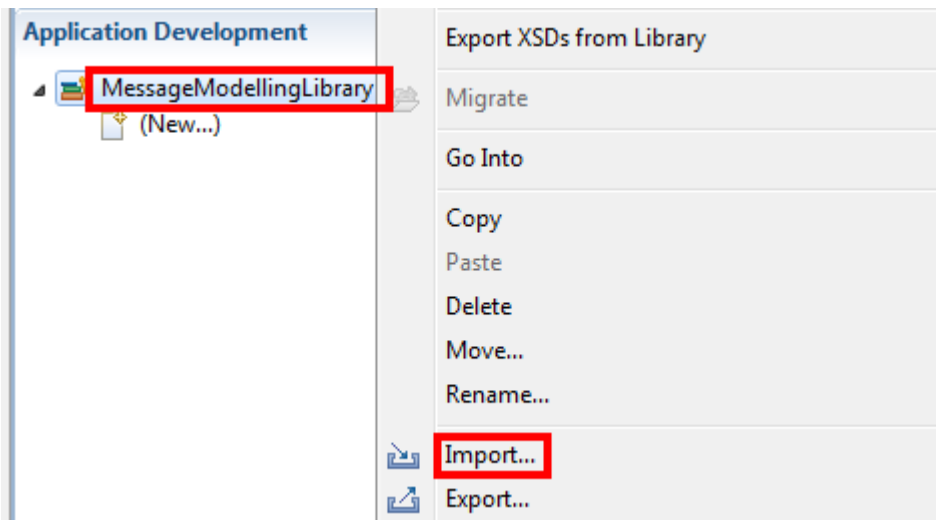 Application Development
MessageModellingLibrary
(New...)
Export XSDs from Library
Migrate
Go Into
Copy
Paste
Delete
Move...
Rename...
Import...
Export...